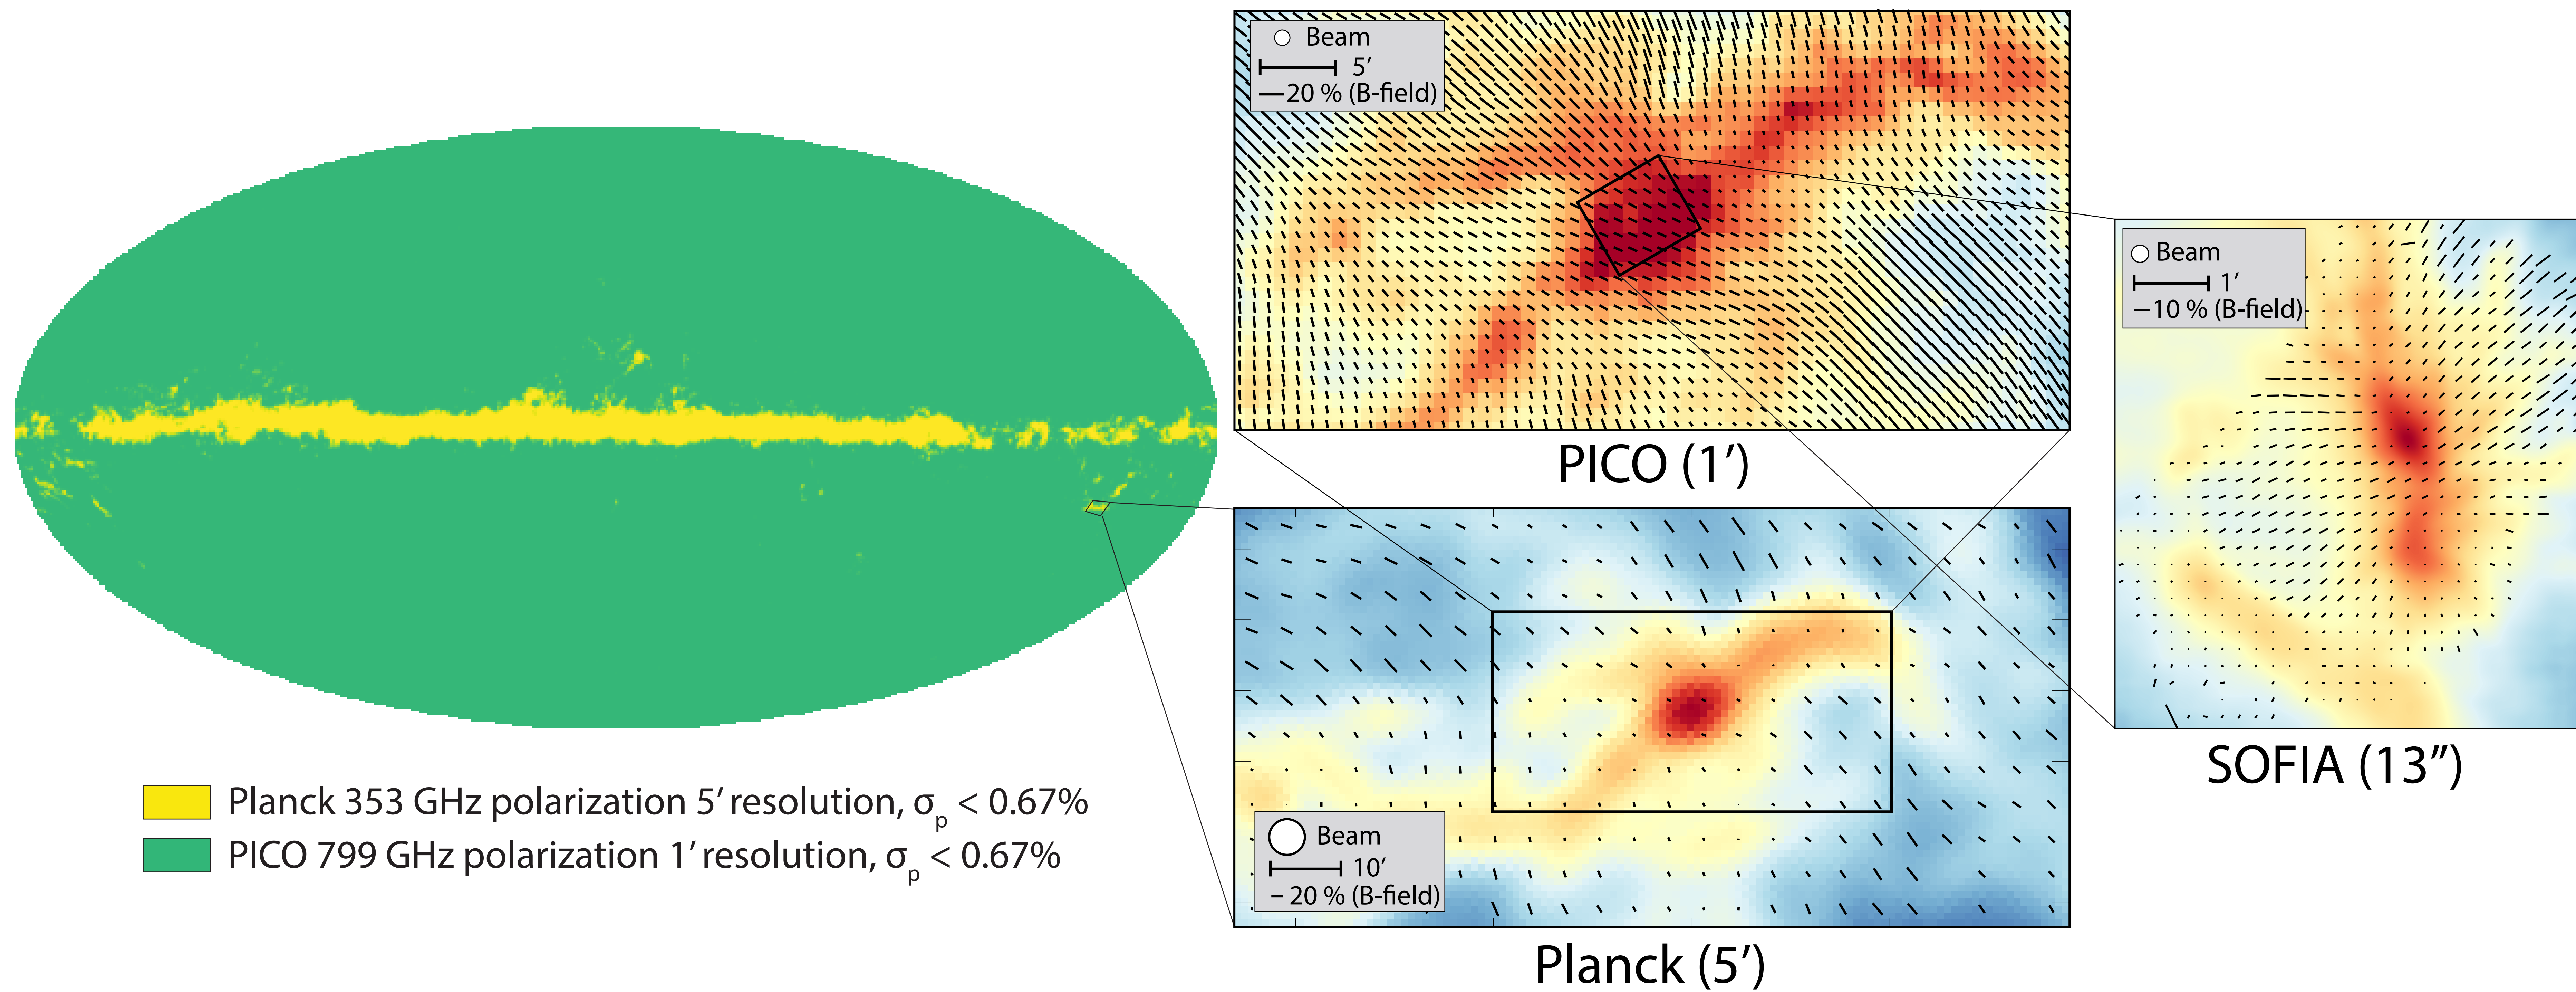 Beam
5′
20 % (B-field)
PICO (1′)
Beam
1′
10 % (B-field)
SOFIA (13″)
Planck 353 GHz polarization 5′ resolution, σp < 0.67%
PICO 799 GHz polarization 1′ resolution, σp < 0.67%
Beam
10′
20 % (B-field)
Planck (5′)